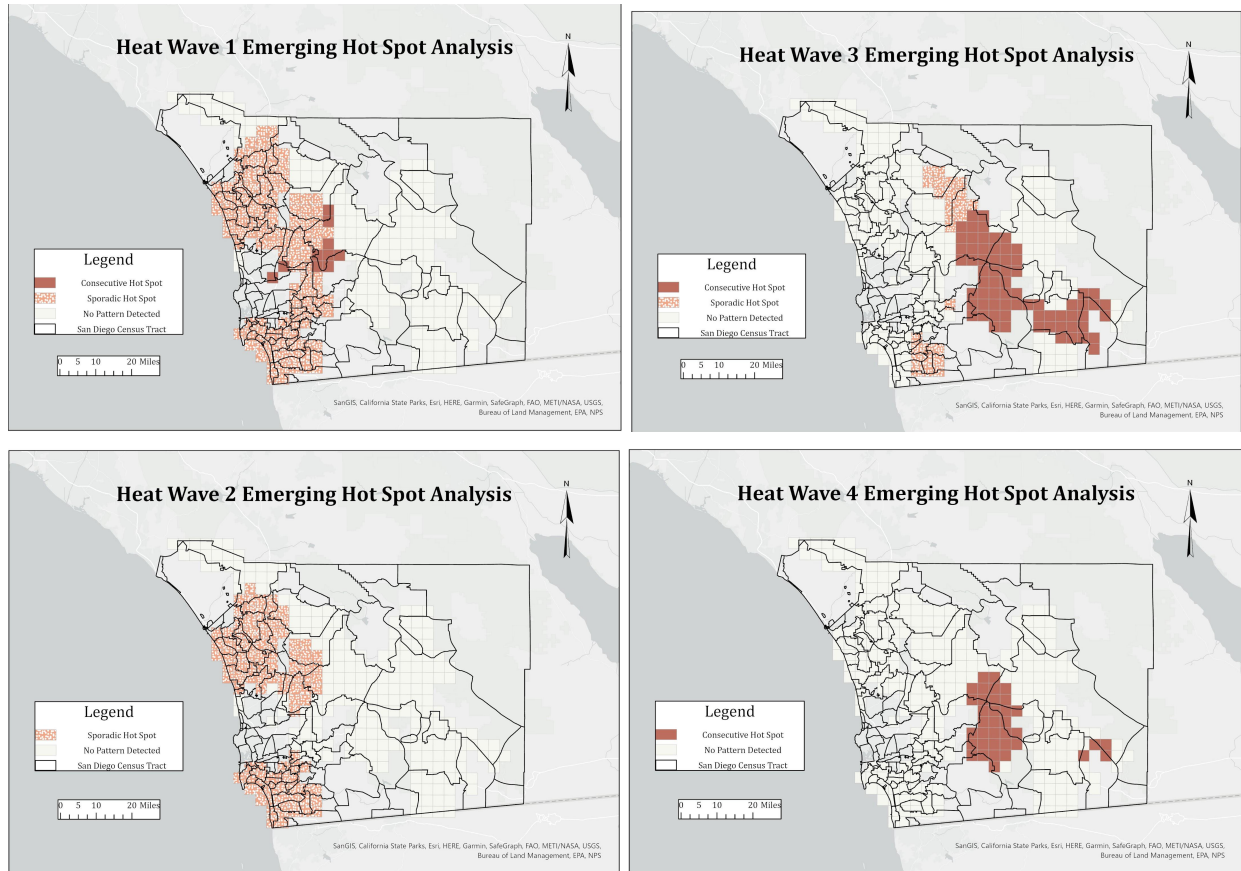 Heat Wave 1 Emerging Hot Spot Analysis
N
Legend
Consecutive Hot Spot
Sporadic Hot Spot
No Pattern Detected
San Diego Census Tract
0 5 10 20 Miles
SanGIS, California State Parks, Esri, HERE, Garmin, SafeGraph, FAO, METI/NASA, USGS,
Bureau of Land Management, EPA, NPS
Heat Wave 3 Emerging Hot Spot Analysis
N
Legend
Consecutive Hot Spot
Sporadic Hot Spot
No Pattern Detected
San Diego Census Tract
0 5 10 20 Miles
SanGIS, California State Parks, Esri, HERE, Garmin, SafeGraph, FAO, METI/NASA, USGS,
Bureau of Land Management, EPA, NPS
Heat Wave 2 Emerging Hot Spot Analysis
N
Legend
Sporadic Hot Spot
No Pattern Detected
San Diego Census Tract
0 5 10 20 Miles
SanGIS, California State Parks, Esri, HERE, Garmin, SafeGraph, FAO, METI/NASA, USGS,
Bureau of Land Management, EPA, NPS
Heat Wave 4 Emerging Hot Spot Analysis
N
Legend
Consecutive Hot Spot
No Pattern Detected
San Diego Census Tract
0 5 10 20 Miles
SanGIS, California State Parks, Esri, HERE, Garmin, SafeGraph, FAO, METI/NASA, USGS,
Bureau of Land Management, EPA, NPS